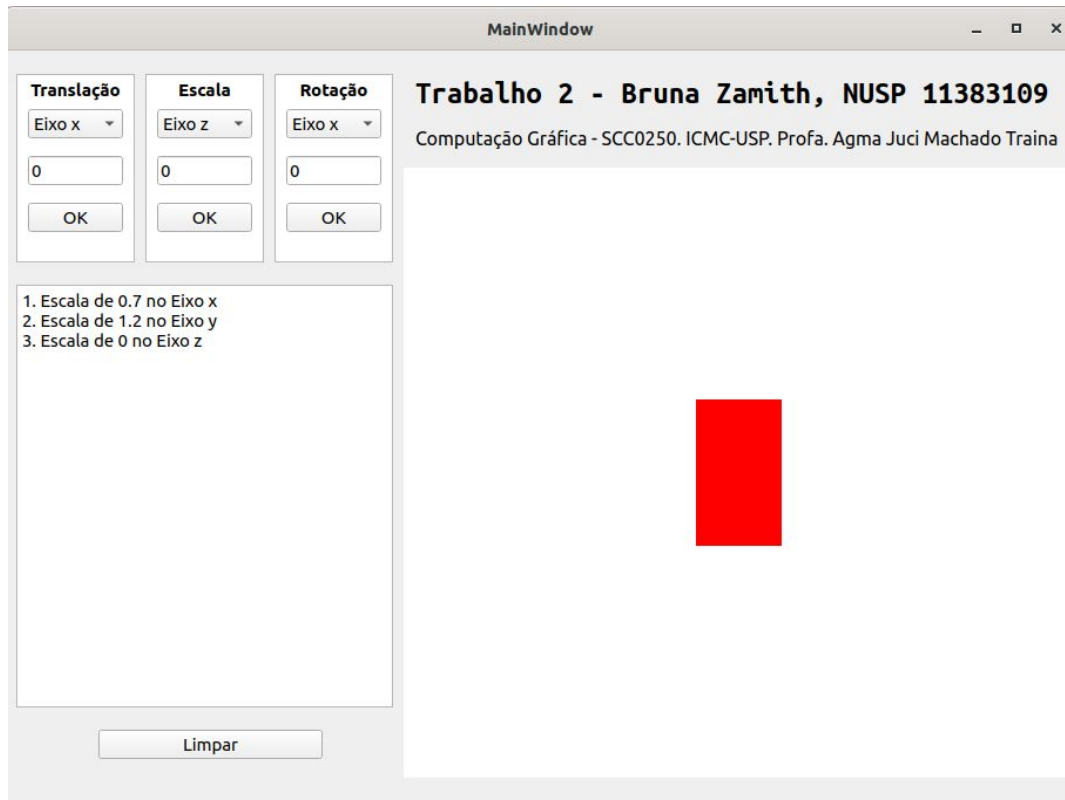 MainWindow
Translação
Escala
Rotação
Eixo x
Eixo z
Eixo x
0
0
0
OK
OK
OK
1. Escala de 0.7 no Eixo x
2. Escala de 1.2 no Eixo y
3. Escala de 0 no Eixo z
Limpar
Trabalho 2 - Bruna Zamith, NUSP 11383109
Computação Gráfica - SCC0250. ICMC-USP. Profa. Agma Juci Machado Traina